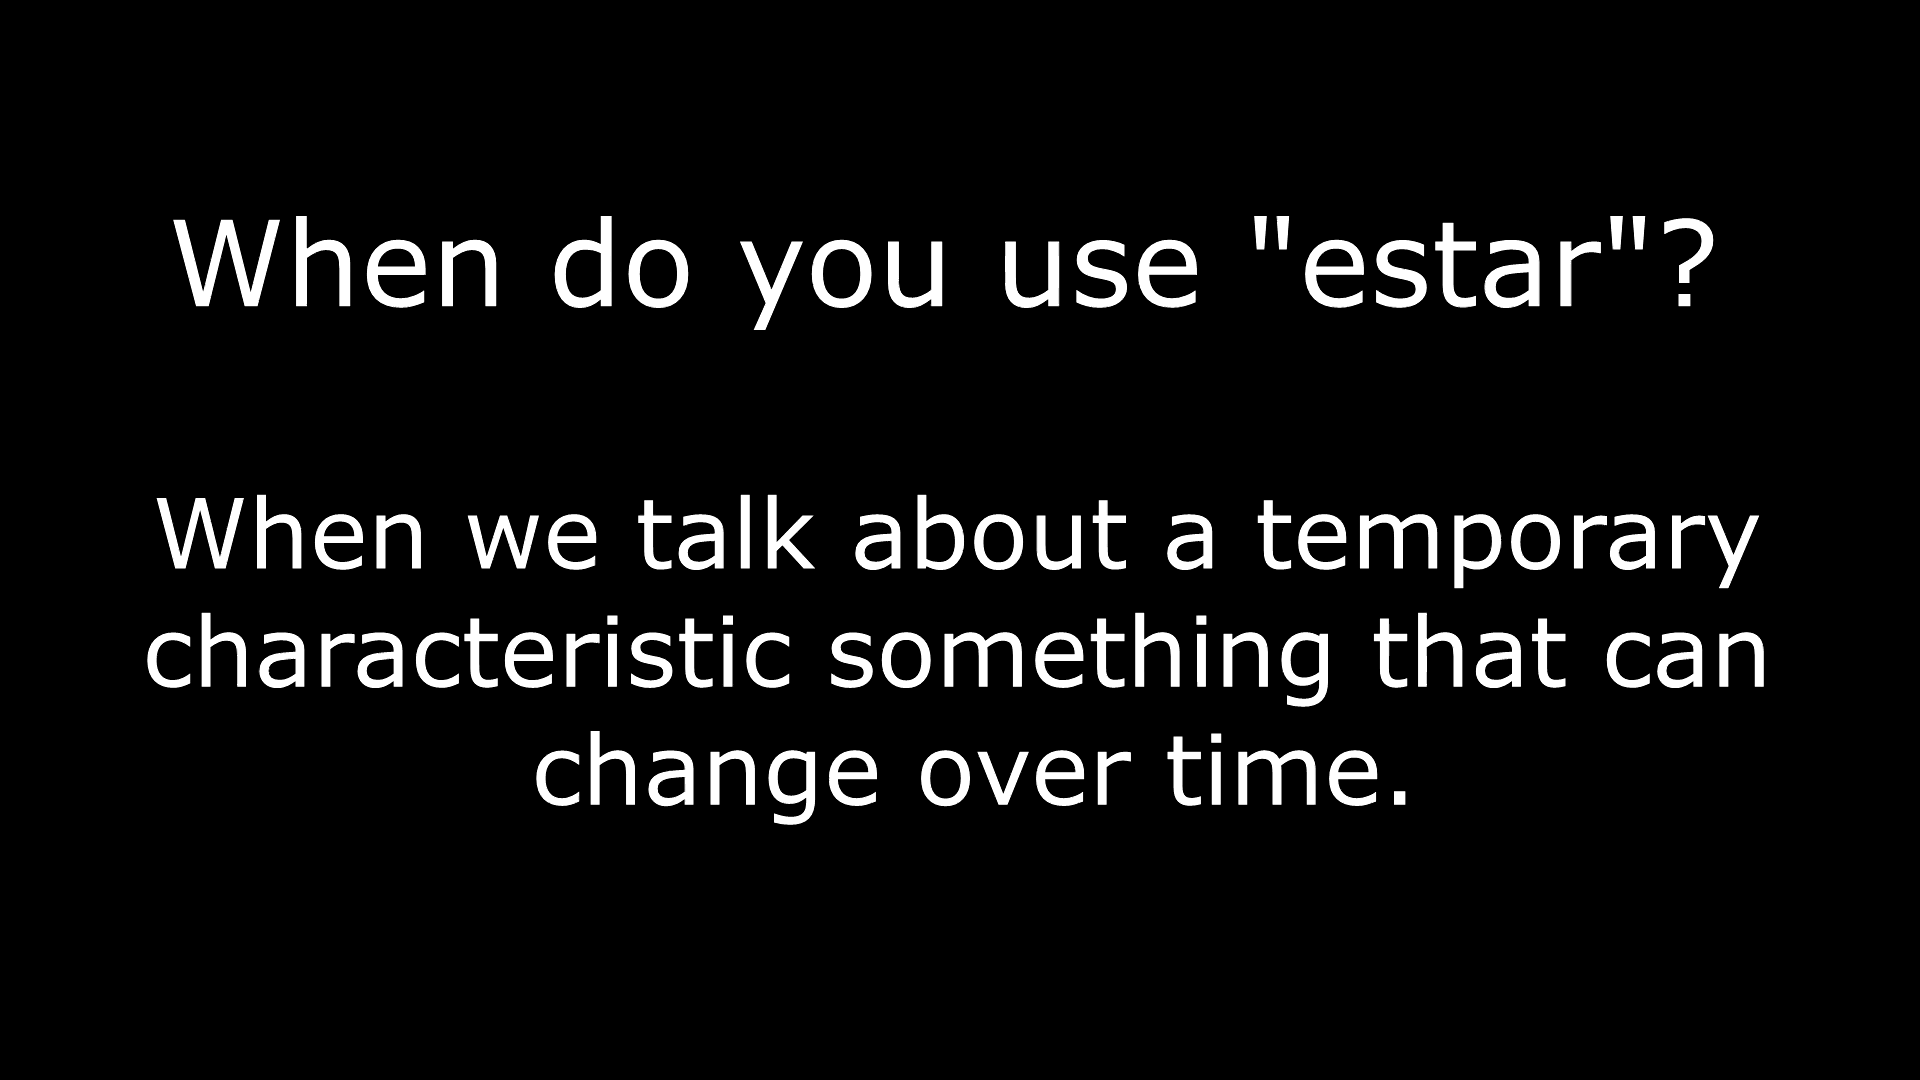 When do you use "estar"?
When we talk about a temporary
characteristic something that can
change over time.